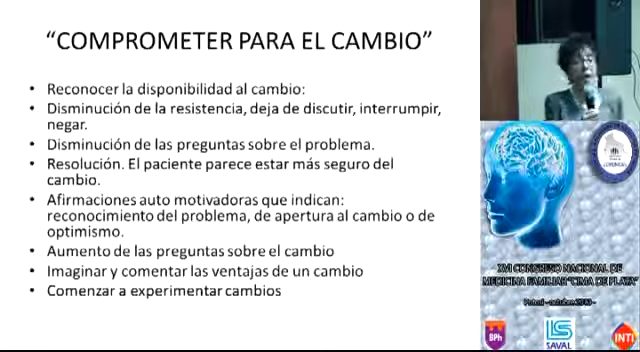 “COMPROMETER PARA EL CAMBIO”
• Reconocer la disponibilidad al cambio:
• Disminución de la resistencia, deja de discutir, interrumpir,
negar.
• Disminución de las preguntas sobre el problema.
• Resolución. El paciente parece estar más seguro del
cambio.
• Afirmaciones auto motivadoras que indican:
reconocimiento del problema, de apertura al cambio o de
optimismo.
• Aumento de las preguntas sobre el cambio
• Imaginar y comentar las ventajas de un cambio
• Comenzar a experimentar cambios
XVI CONGRESO NACIONAL DE
MEDICINA FAMILIAR “CIMA DE PLATA”
BPh
LS
SAVAL
INTI